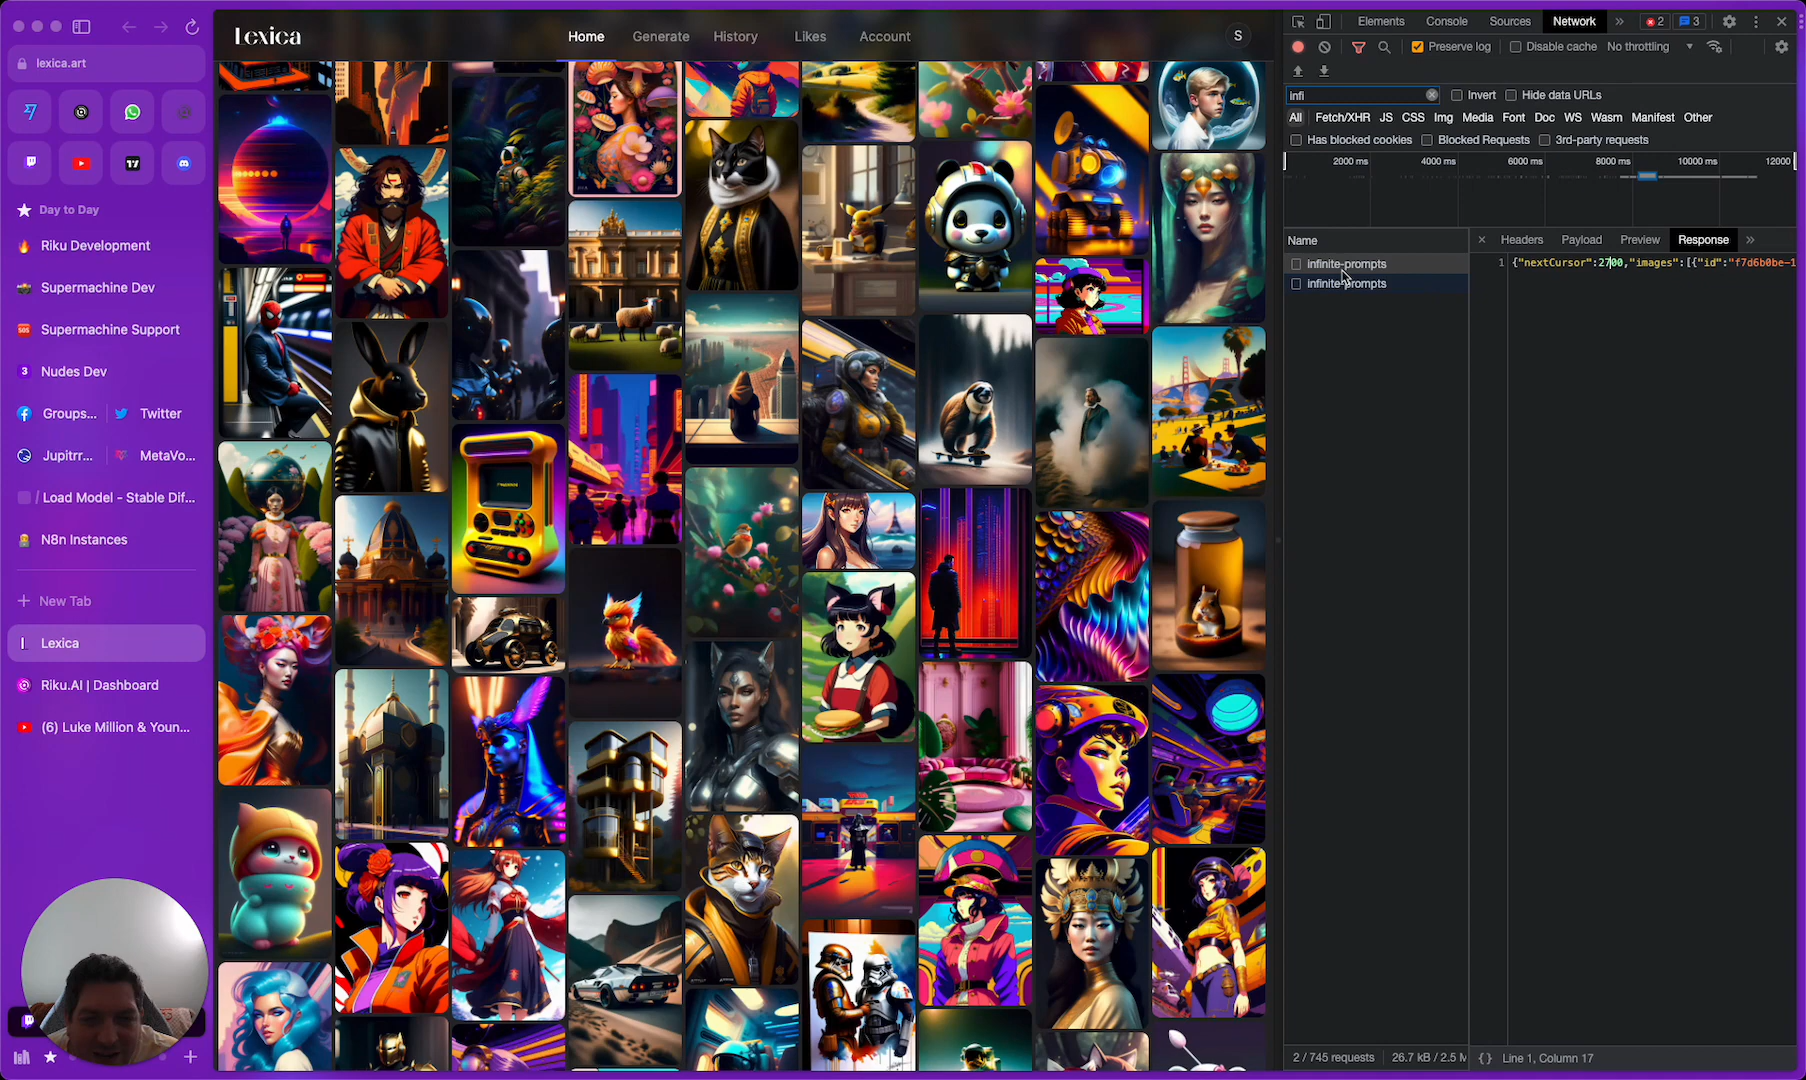 lexica.art
Day to Day
Riku Development
Supermachine Dev
SOS Supermachine Support
3 Nudes Dev
Groups... Twitter
Jupitrr... MetaVo...
/ Load Model - Stable Dif...
N8n Instances
New Tab
Lexica
Riku.AI | Dashboard
(6) Luke Million & Youn...
Lexica
Home Generate History Likes Account
S
Elements Console Sources Network 2 3
Preserve log Disable cache No throttling
infi Invert Hide data URLs
All Fetch/XHR JS CSS Img Media Font Doc WS Wasm Manifest Other
Has blocked cookies Blocked Requests 3rd-party requests
2000 ms 4000 ms 6000 ms 8000 ms 10000 ms 12000
Name Headers Payload Preview Response
infinite-prompts
infinite-prompts
1 {"nextCursor":2700,"images":[{"id":"f7d6b0be-1
2 / 745 requests 26.7 kB / 2.5 M {} Line 1, Column 17